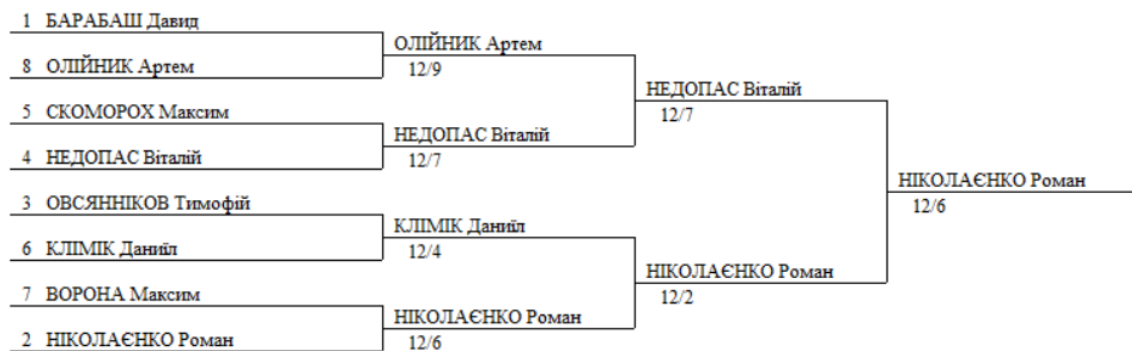 1 БАРАБАШ Давид
ОЛІЙНИК Артем
8 ОЛІЙНИК Артем
12/9
НЕДОПАС Віталій
5 СКОМОРОХ Максим
12/7
НЕДОПАС Віталій
4 НЕДОПАС Віталій
12/7
НІКОЛАЄНКО Роман
3 ОВСЯННІКОВ Тимофій
12/6
КЛІМІК Даниїл
6 КЛІМІК Даниїл
12/4
НІКОЛАЄНКО Роман
7 ВОРОНА Максим
12/2
НІКОЛАЄНКО Роман
2 НІКОЛАЄНКО Роман
12/6